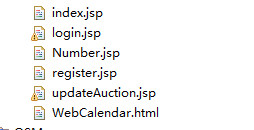 index.jsp
login.jsp
Number.jsp
register.jsp
updateAuction.jsp
WebCalendar.html